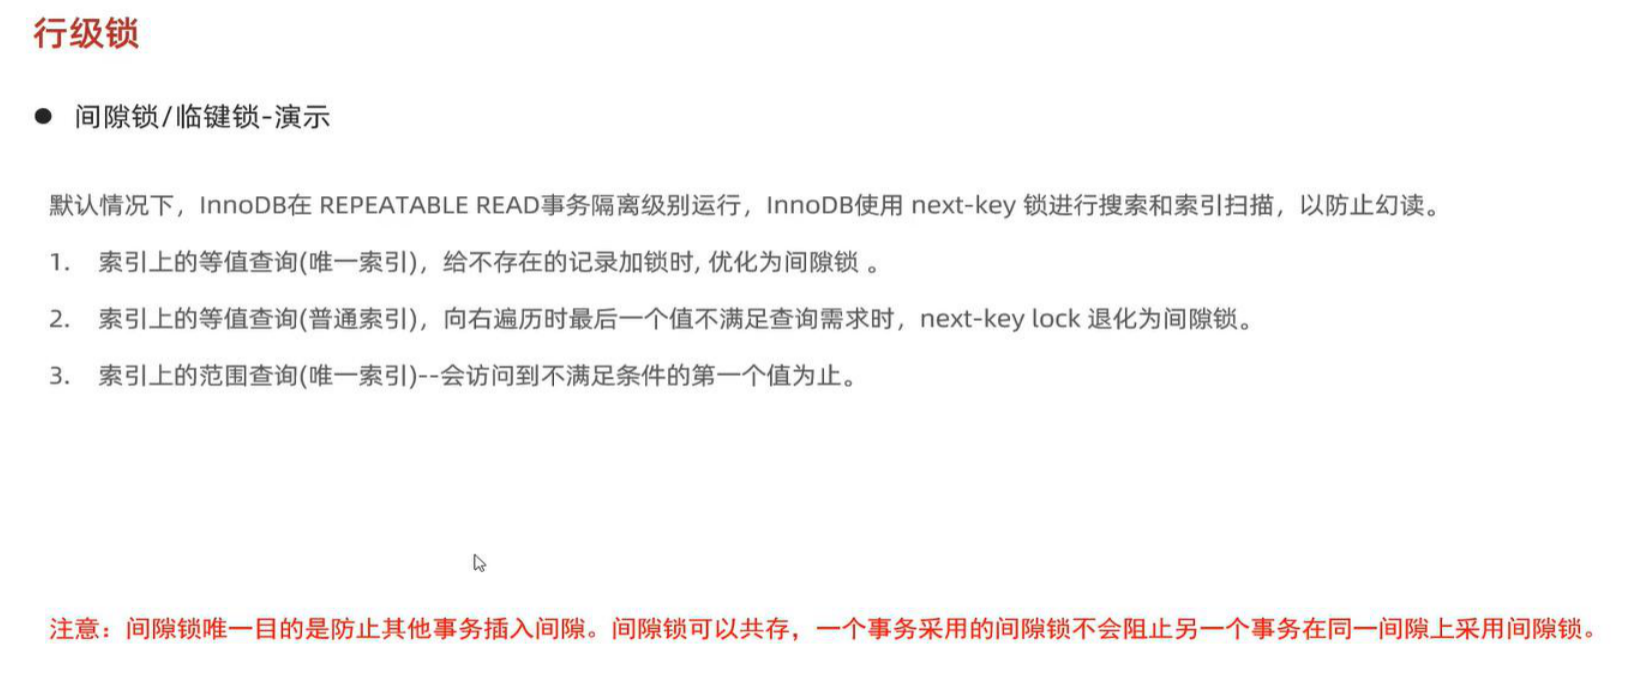 行级锁
● 间隙锁/临键锁-演示
默认情况下，InnoDB在 REPEATABLE READ事务隔离级别运行，InnoDB使用 next-key 锁进行搜索和索引扫描，以防止幻读。
1. 索引上的等值查询(唯一索引)，给不存在的记录加锁时, 优化为间隙锁 。
2. 索引上的等值查询(普通索引)，向右遍历时最后一个值不满足查询需求时，next-key lock 退化为间隙锁。
3. 索引上的范围查询(唯一索引)--会访问到不满足条件的第一个值为止。
注意：间隙锁唯一目的是防止其他事务插入间隙。间隙锁可以共存，一个事务采用的间隙锁不会阻止另一个事务在同一间隙上采用间隙锁。